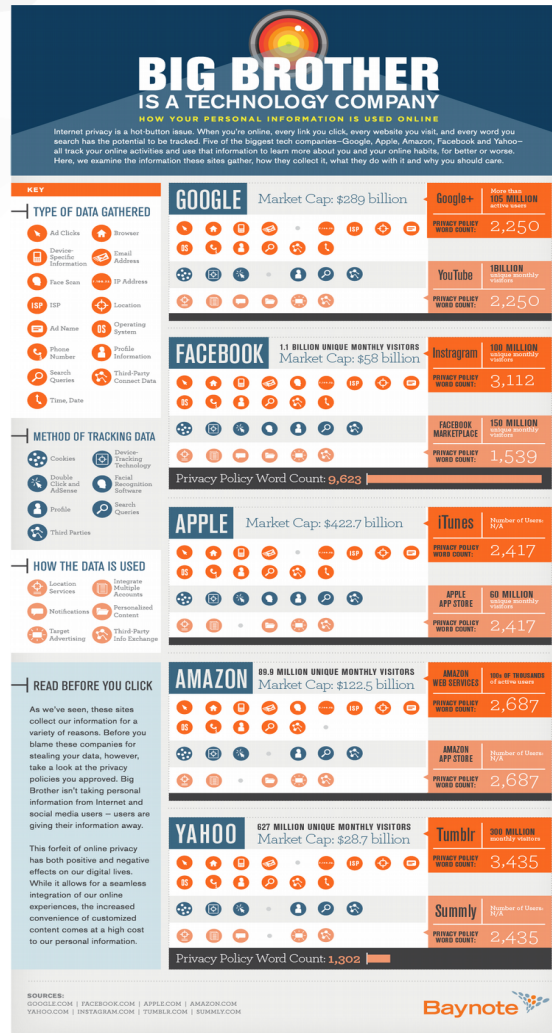 BIG BROTHER
IS A TECHNOLOGY COMPANY
HOW YOUR PERSONAL INFORMATION IS USED ONLINE
Internet privacy is a hot-button issue. When you're online, every link you click, every website you visit, and every word you
search has the potential to be tracked. Five of the biggest tech companies—Google, Apple, Amazon, Facebook and Yahoo—
all track your online activities and use that information to learn more about you and your online habits, for better or worse.
Here, we examine the information these sites gather, how they collect it, what they do with it and why you should care.
KEY
TYPE OF DATA GATHERED
Ad Clicks
Browser
Device-
Specific
Information
Email
Address
Face Scan
IP Address
ISP
ISP
Location
Ad Name
OS
Operating
System
Phone
Number
Profile
Information
Search
Queries
Third-Party
Connect Data
Time, Date
METHOD OF TRACKING DATA
Cookies
Device-
Tracking
Technology
Double
Click and
AdSense
Facial
Recognition
Software
Profile
Search
Queries
Third Parties
HOW THE DATA IS USED
Location
Services
Integrate
Multiple
Accounts
Notifications
Personalized
Content
Target
Advertising
Third-Party
Info Exchange
READ BEFORE YOU CLICK
As we've seen, these sites
collect our information for a
variety of reasons. Before you
blame these companies for
stealing your data, however,
take a look at the privacy
policies you approved. Big
Brother isn't taking personal
information from Internet and
social media users – users are
giving their information away.
This forfeit of online privacy
has both positive and negative
effects on our digital lives.
While it allows for a seamless
integration of our online
experiences, the increased
convenience of customized
content comes at a high cost
to our personal information.
GOOGLE
Market Cap: $289 billion
ISP
OS
Google+
More than
105 MILLION
active users
PRIVACY POLICY
WORD COUNT:
2,250
YouTube
1BILLION
unique monthly
visitors
PRIVACY POLICY
WORD COUNT:
2,250
FACEBOOK
1.1 BILLION UNIQUE MONTHLY VISITORS
Market Cap: $58 billion
ISP
OS
Instagram
100 MILLION
unique monthly
visitors
PRIVACY POLICY
WORD COUNT:
3,112
FACEBOOK
MARKETPLACE
150 MILLION
unique monthly
visitors
PRIVACY POLICY
WORD COUNT:
1,539
Privacy Policy Word Count: 9,623
APPLE
Market Cap: $422.7 billion
ISP
OS
iTunes
Number of Users:
N/A
PRIVACY POLICY
WORD COUNT:
2,417
APPLE
APP STORE
60 MILLION
unique monthly
visitors
PRIVACY POLICY
WORD COUNT:
2,417
AMAZON
89.9 MILLION UNIQUE MONTHLY VISITORS
Market Cap: $122.5 billion
ISP
OS
AMAZON
WEB SERVICES
100s OF THOUSANDS
of active users
PRIVACY POLICY
WORD COUNT:
2,687
AMAZON
APP STORE
Number of Users:
N/A
PRIVACY POLICY
WORD COUNT:
2,687
YAHOO
627 MILLION UNIQUE MONTHLY VISITORS
Market Cap: $28.7 billion
ISP
OS
Tumblr
300 MILLION
monthly visitors
PRIVACY POLICY
WORD COUNT:
3,435
Summly
Number of Users:
N/A
PRIVACY POLICY
WORD COUNT:
2,435
Privacy Policy Word Count: 1,302
SOURCES:
GOOGLE.COM | FACEBOOK.COM | APPLE.COM | AMAZON.COM
YAHOO.COM | INSTAGRAM.COM | TUMBLR.COM | SUMMLY.COM
Baynote